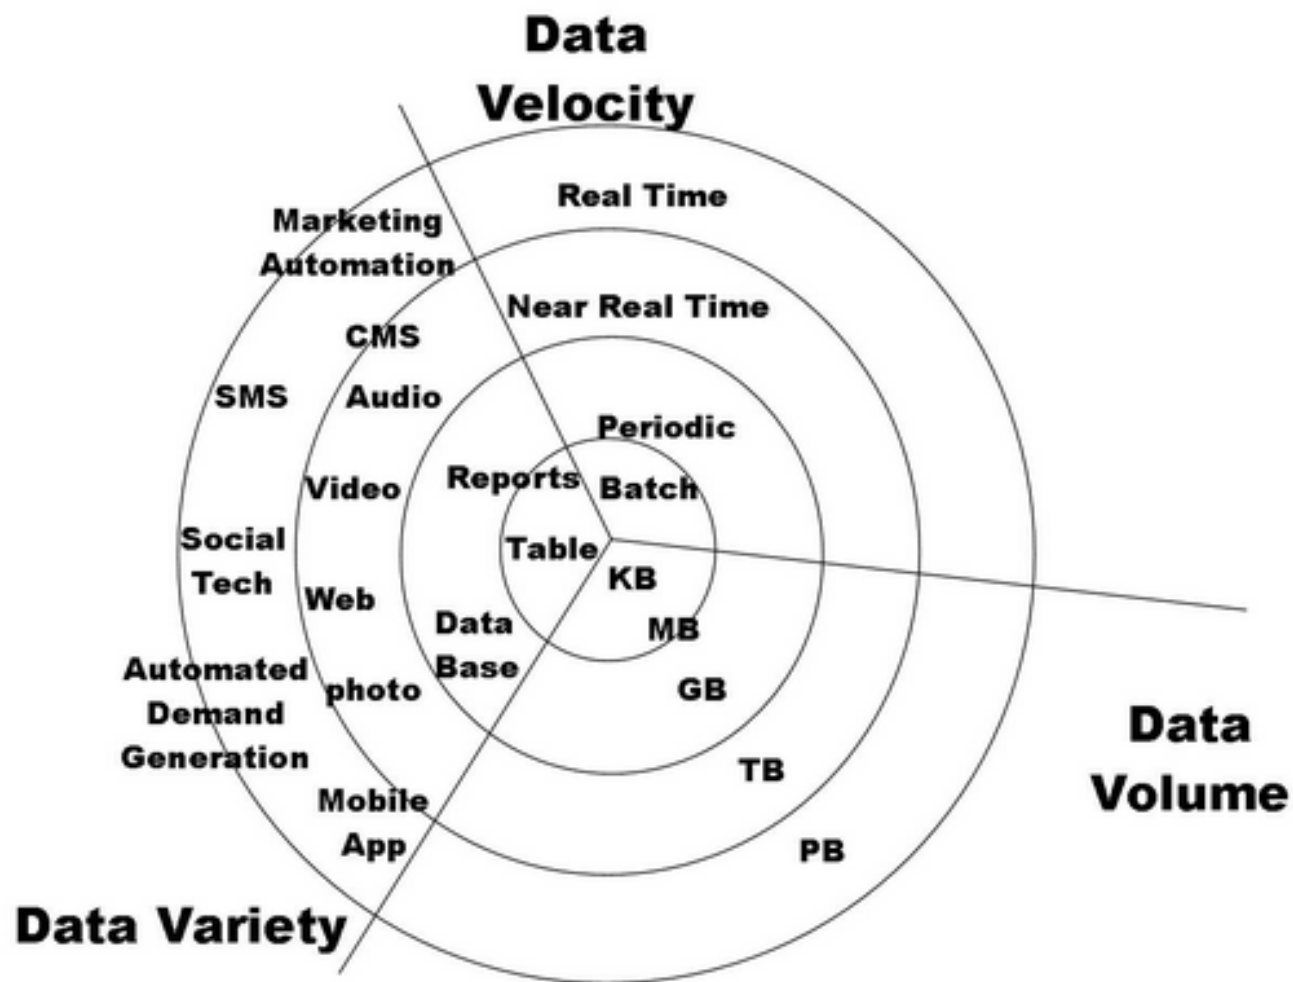 Data
Velocity
Real Time
Near Real Time
Periodic
Batch
Marketing
Automation
CMS
SMS
Audio
Reports
Video
Social
Tech
Table
Web
Data
Base
Automated
Demand
Generation
photo
Mobile
App
Data Variety
KB
MB
GB
TB
PB
Data
Volume